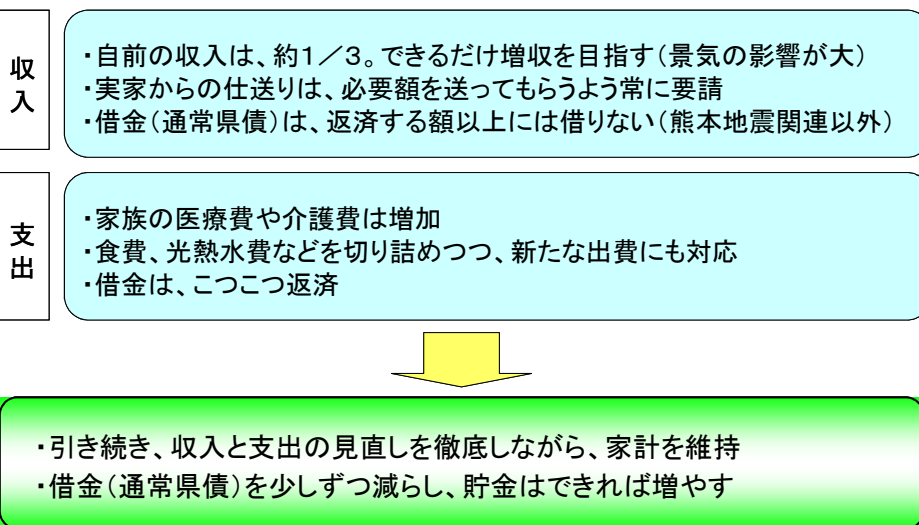 収入
・自前の収入は、約1／3。できるだけ増収を目指す（景気の影響が大）
・実家からの仕送りは、必要額を送ってもらうよう常に要請
・借金（通常県債）は、返済する額以上には借りない（熊本地震関連以外）
支出
・家族の医療費や介護費は増加
・食費、光熱水費などを切り詰めつつ、新たな出費にも対応
・借金は、こつこつ返済
・引き続き、収入と支出の見直しを徹底しながら、家計を維持
・借金（通常県債）を少しずつ減らし、貯金はできれば増やす